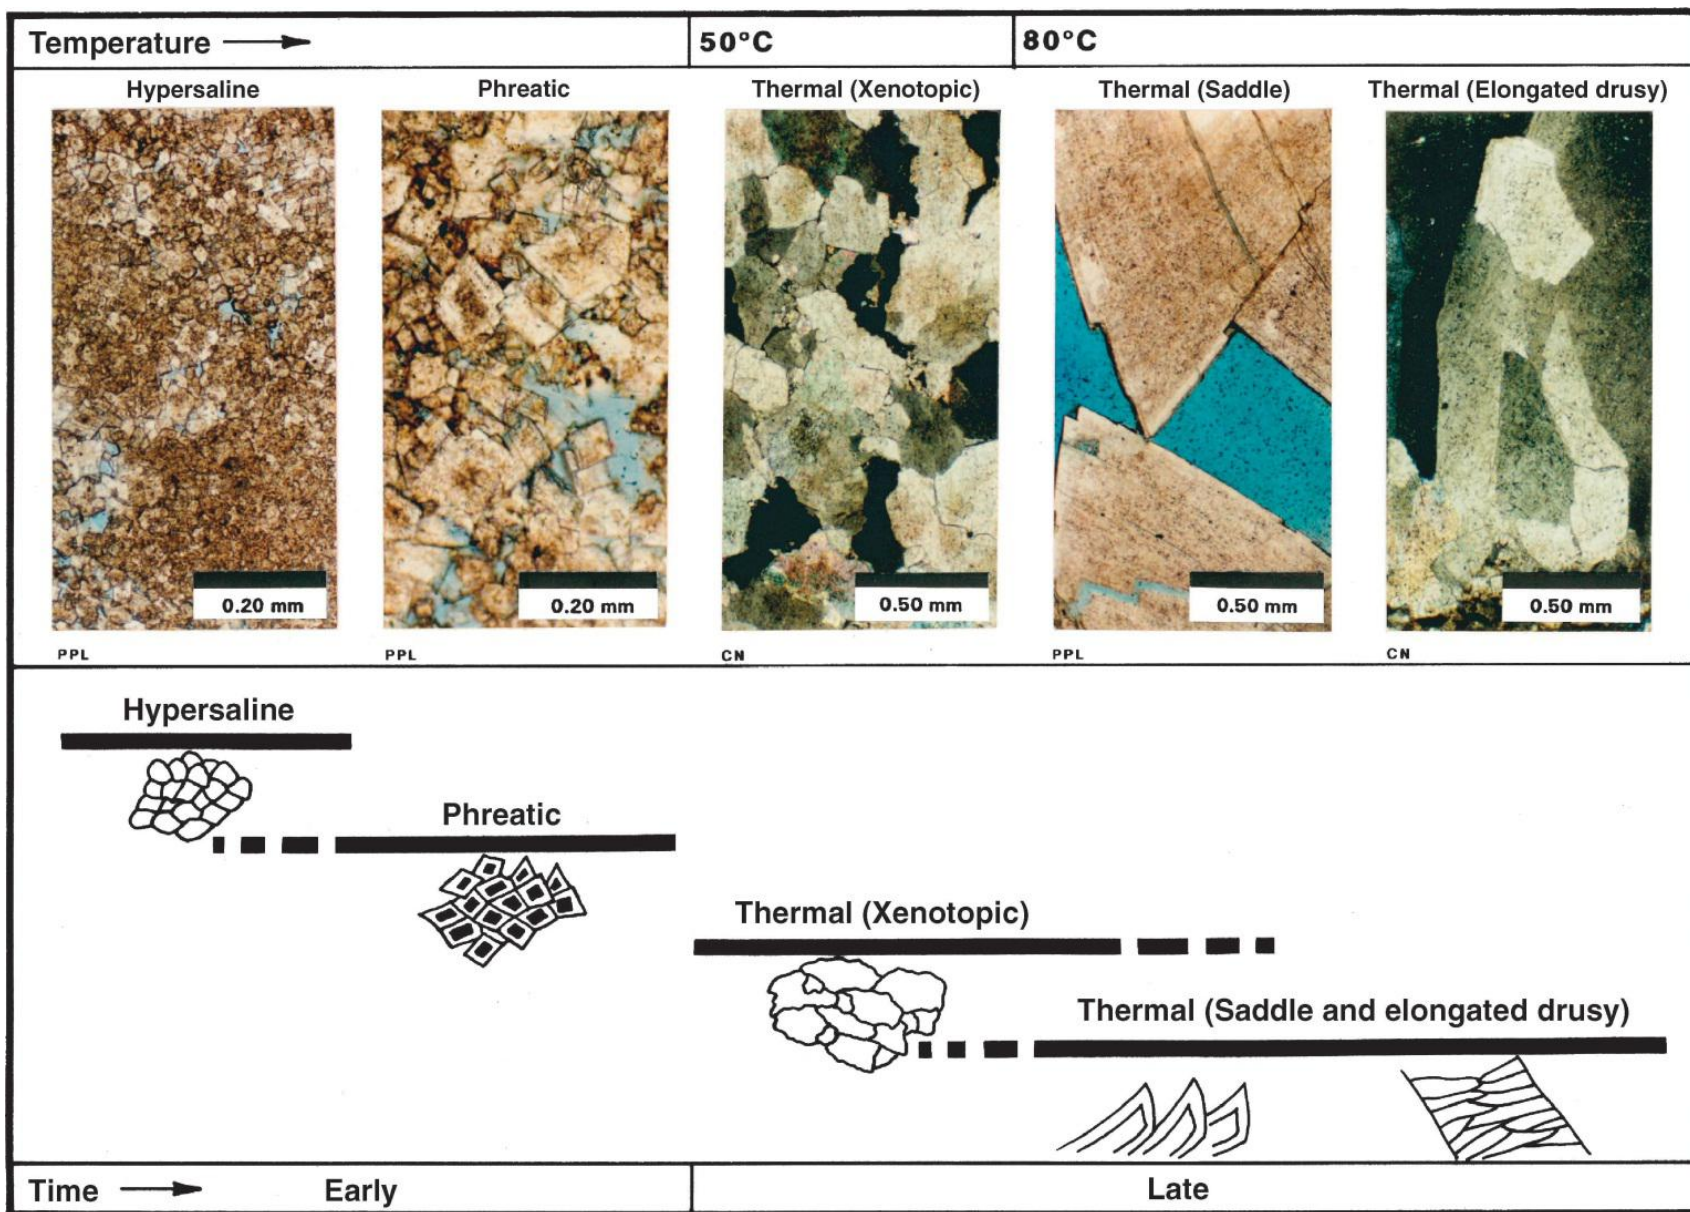 Temperature
50°C
80°C
Hypersaline
Phreatic
Thermal (Xenotopic)
Thermal (Saddle)
Thermal (Elongated drusy)
0.20 mm
0.20 mm
0.50 mm
0.50 mm
0.50 mm
PPL
PPL
CN
PPL
CN
Hypersaline
Phreatic
Thermal (Xenotopic)
Thermal (Saddle and elongated drusy)
Time
Early
Late